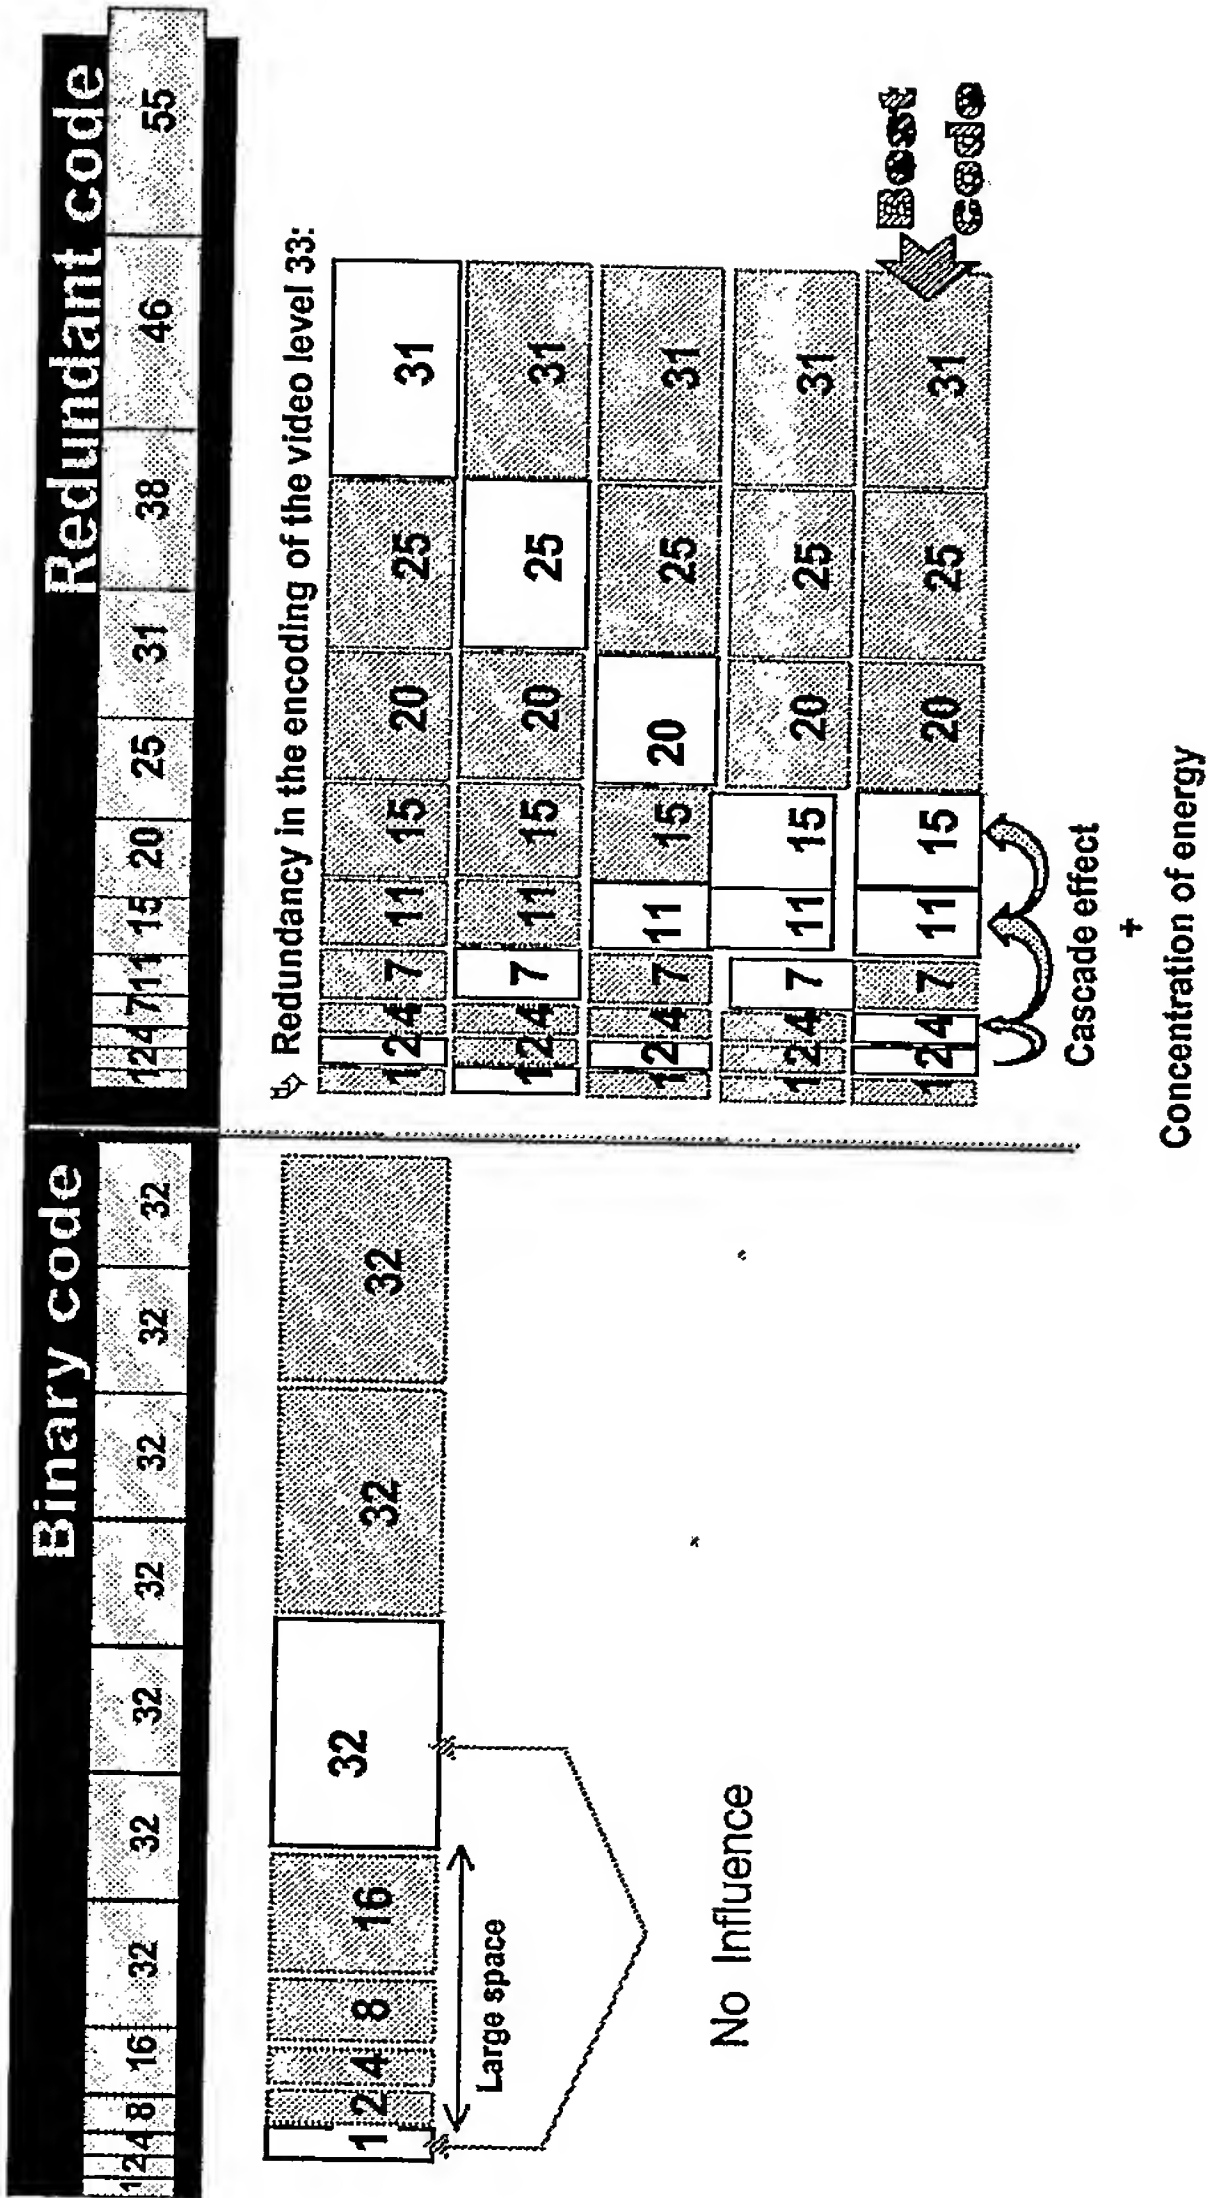 Binary code
1 2 4 8 16 32 32 32 32 32 32 32
1 2 4 8 16 32 32 32
Large space
No Influence
Redundant code
1 2 4 7 11 15 20 25 31 38 46 55
Redundancy in the encoding of the video level 33:
1 2 4 7 11 15 20 25 31
1 2 4 7 11 15 20 25 31
1 2 4 7 11 15 20 25 31
1 2 4 7 11 15 20 25 31
1 2 4 7 11 15 20 25 31
Best
code
Cascade effect
+
Concentration of energy